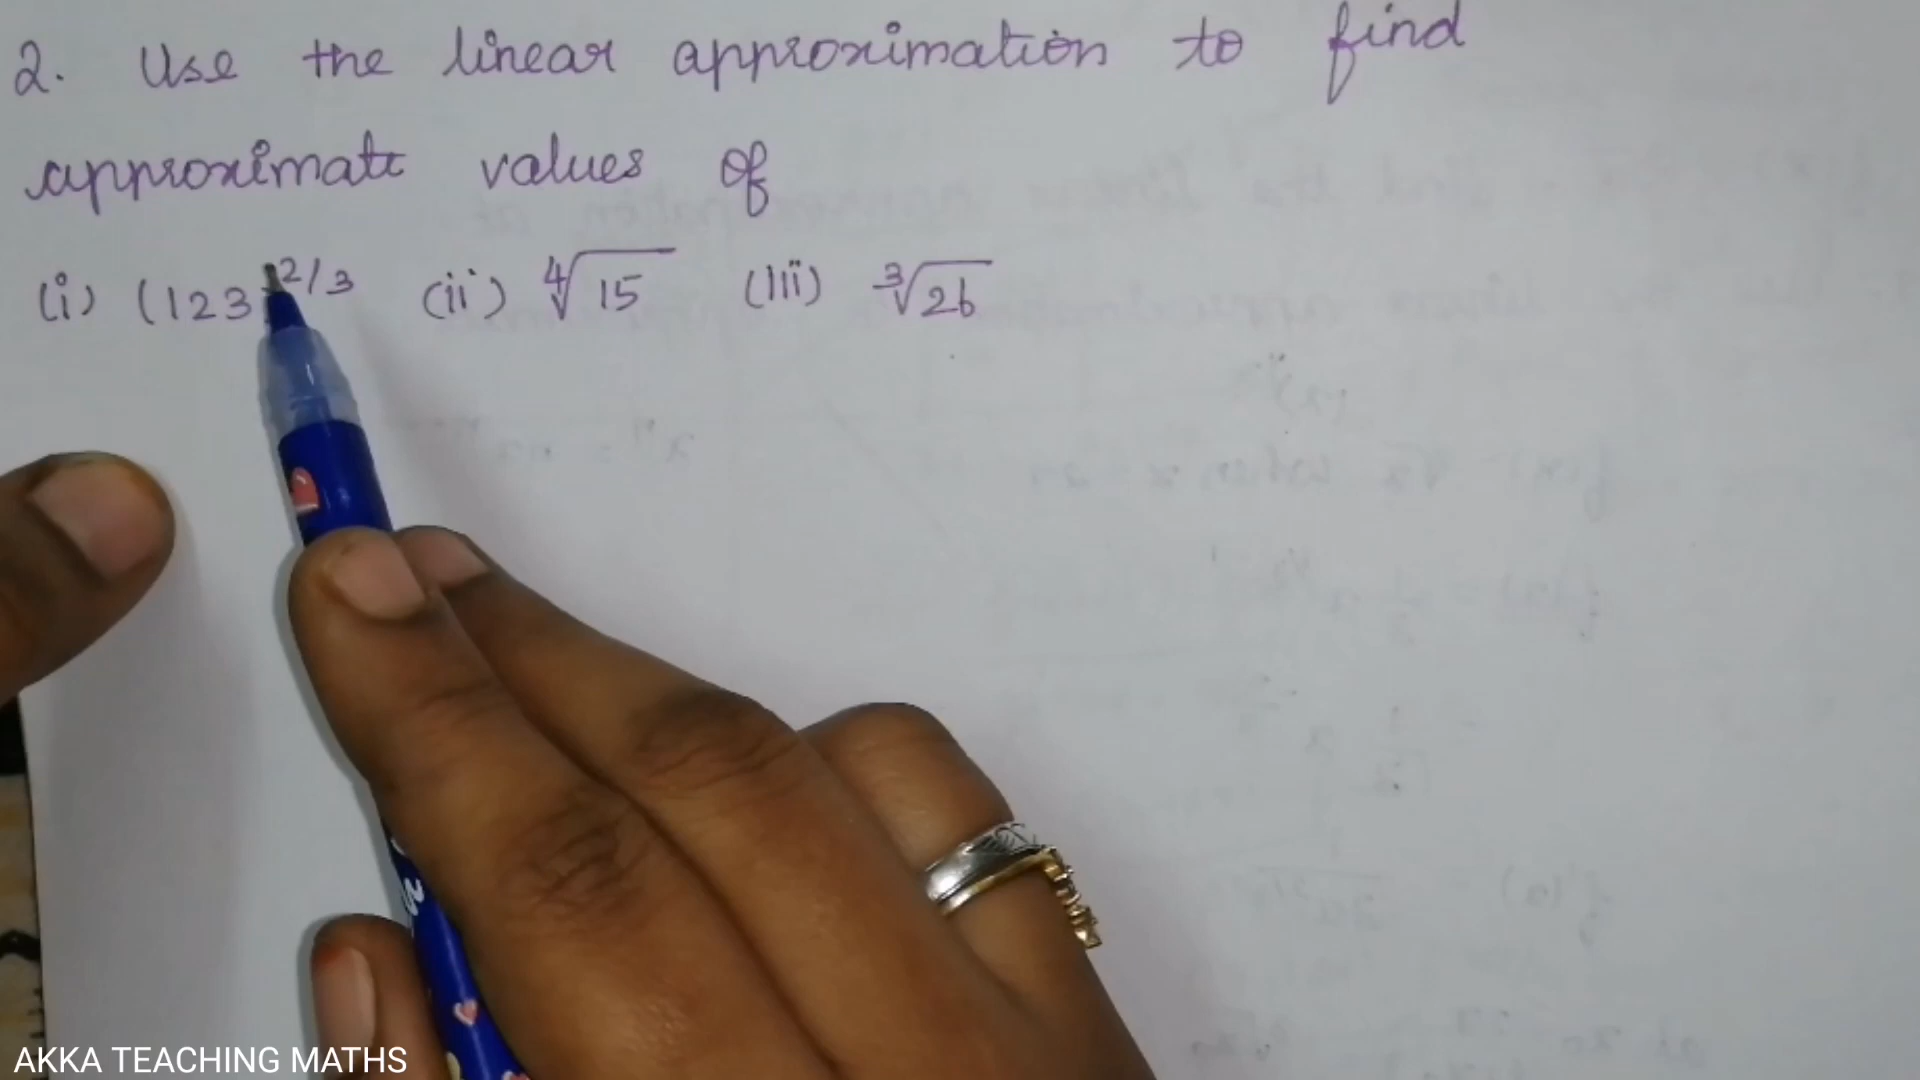 2. Use the linear approximation to find
approximate values of
(i) (123)^2/3 (ii) ∜15 (iii) ∛26
AKKA TEACHING MATHS